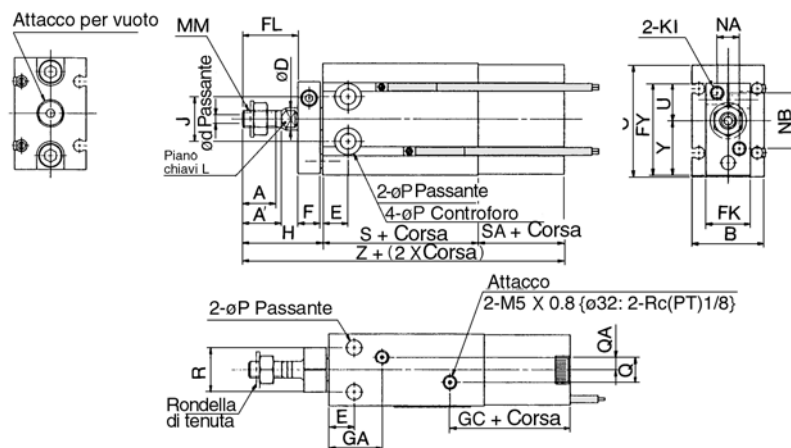 Attacco per vuoto
MM
FL
øD
ød Passante
J
Piano
chiavi L
A
A'
H
F
E
2-øP Passante
4-øP Controforo
S + Corsa
SA + Corsa
Z + (2 X Corsa)
2-KI
NA
FY
U
Y
NB
FK
B
Attacco
2-M5 X 0.8 {ø32: 2-Rc(PT)1/8}
2-øP Passante
R
Rondella
di tenuta
E
GA
GC + Corsa
QA
Q